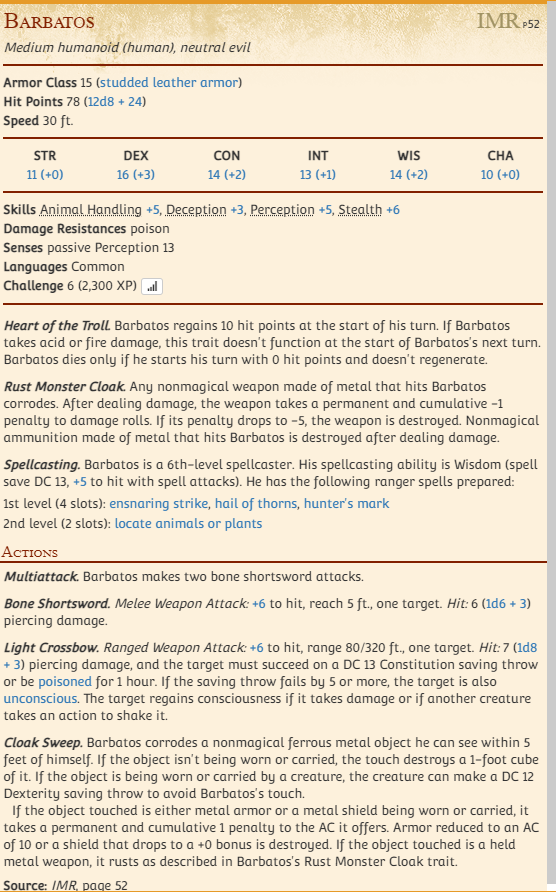 Barbatos IMR P52
Medium humanoid (human), neutral evil
Armor Class 15 (studded leather armor)
Hit Points 78 (12d8 + 24)
Speed 30 ft.
STR DEX CON INT WIS CHA
11 (+0) 16 (+3) 14 (+2) 13 (+1) 14 (+2) 10 (+0)
Skills Animal Handling +5, Deception +3, Perception +5, Stealth +6
Damage Resistances poison
Senses passive Perception 13
Languages Common
Challenge 6 (2,300 XP)
Heart of the Troll. Barbatos regains 10 hit points at the start of his turn. If Barbatos
takes acid or fire damage, this trait doesn't function at the start of Barbatos's next turn.
Barbatos dies only if he starts his turn with 0 hit points and doesn't regenerate.
Rust Monster Cloak. Any nonmagical weapon made of metal that hits Barbatos
corrodes. After dealing damage, the weapon takes a permanent and cumulative −1
penalty to damage rolls. If its penalty drops to −5, the weapon is destroyed. Nonmagical
ammunition made of metal that hits Barbatos is destroyed after dealing damage.
Spellcasting. Barbatos is a 6th-level spellcaster. His spellcasting ability is Wisdom (spell
save DC 13, +5 to hit with spell attacks). He has the following ranger spells prepared:
1st level (4 slots): ensnaring strike, hail of thorns, hunter's mark
2nd level (2 slots): locate animals or plants
Actions
Multiattack. Barbatos makes two bone shortsword attacks.
Bone Shortsword. Melee Weapon Attack: +6 to hit, reach 5 ft., one target. Hit: 6 (1d6 + 3)
piercing damage.
Light Crossbow. Ranged Weapon Attack: +6 to hit, range 80/320 ft., one target. Hit: 7 (1d8
+ 3) piercing damage, and the target must succeed on a DC 13 Constitution saving throw
or be poisoned for 1 hour. If the saving throw fails by 5 or more, the target is also
unconscious. The target regains consciousness if it takes damage or if another creature
takes an action to shake it.
Cloak Sweep. Barbatos corrodes a nonmagical ferrous metal object he can see within 5
feet of himself. If the object isn't being worn or carried, the touch destroys a 1-foot cube
of it. If the object is being worn or carried by a creature, the creature can make a DC 12
Dexterity saving throw to avoid Barbatos's touch.
If the object touched is either metal armor or a metal shield being worn or carried, it
takes a permanent and cumulative 1 penalty to the AC it offers. Armor reduced to an AC
of 10 or a shield that drops to a +0 bonus is destroyed. If the object touched is a held
metal weapon, it rusts as described in Barbatos's Rust Monster Cloak trait.
Source: IMR, page 52